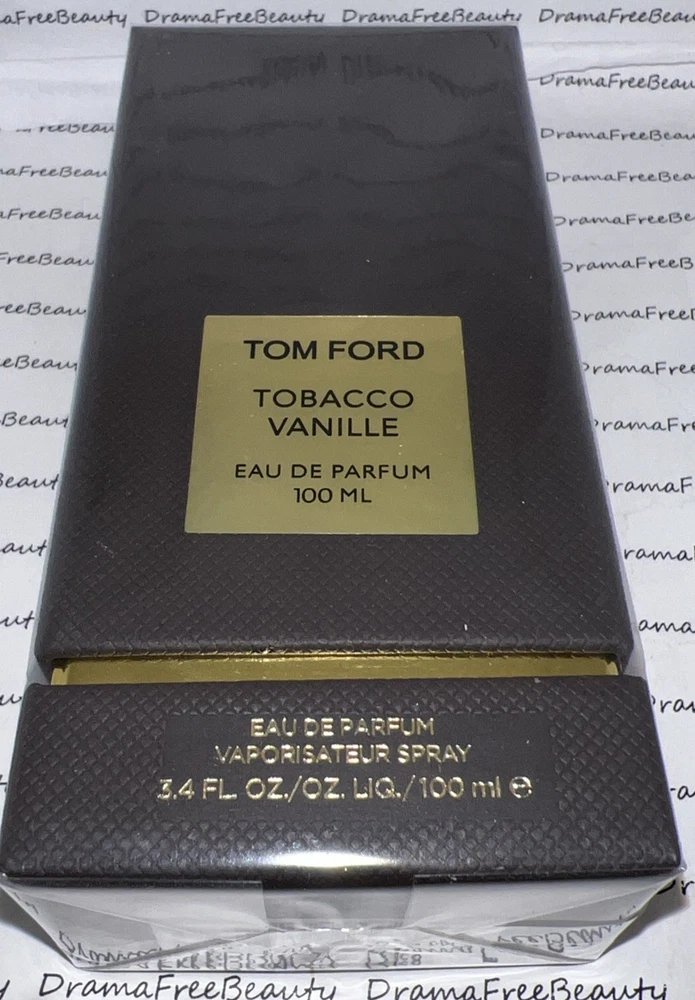 DramaFreeBeauty DramaFreeBeauty DramaFreeBeauty
TOM FORD
TOBACCO
VANILLE
EAU DE PARFUM
100 ML
EAU DE PARFUM
VAPORISATEUR SPRAY
3.4 FL. OZ./OZ. LIQ./100 ml ℮
DramaFreeBeauty DramaFreeBeauty